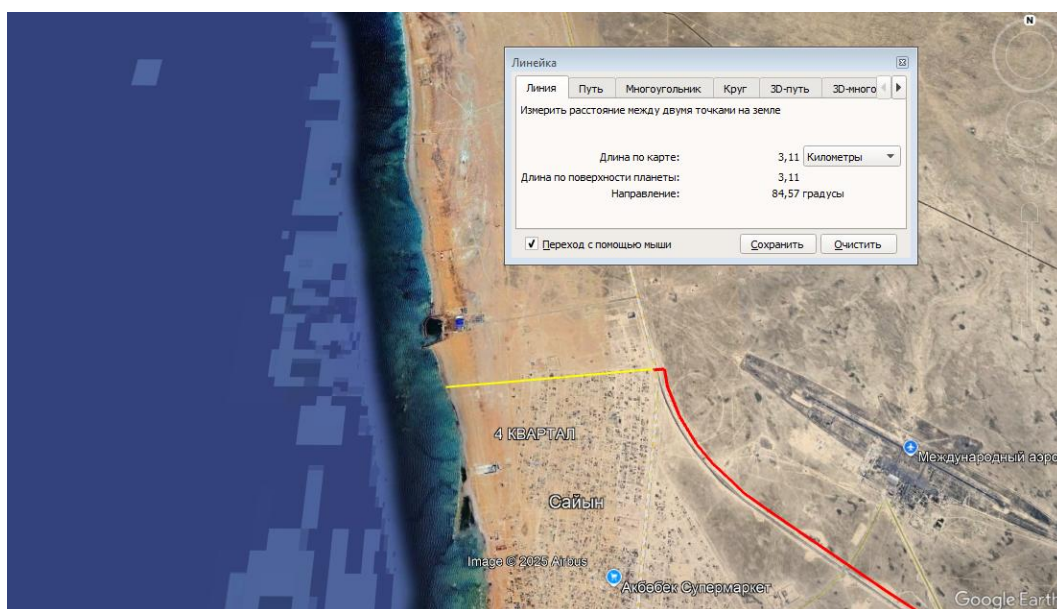 N
Линейка
Линия Путь Многоугольник Круг 3D-путь 3D-много
Измерить расстояние между двумя точками на земле
Длина по карте: 3,11 Километры
Длина по поверхности планеты: 3,11
Направление: 84,57 градусы
Переход с помощью мыши Сохранить Очистить
4 КВАРТАЛ
Международный аэро
Сайын
Image © 2025 Airbus
Акбөбек Супермаркет
Google Earth